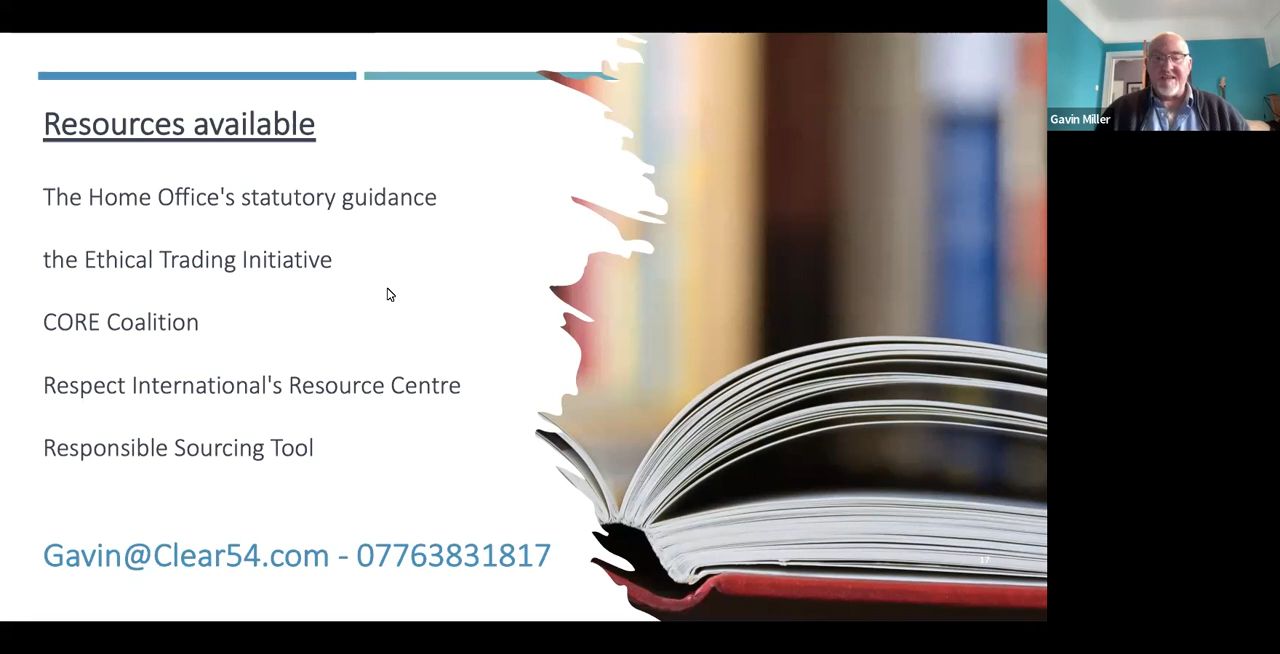 Resources available
The Home Office's statutory guidance
the Ethical Trading Initiative
CORE Coalition
Respect International's Resource Centre
Responsible Sourcing Tool
Gavin@Clear54.com - 07763831817
17
Gavin Miller